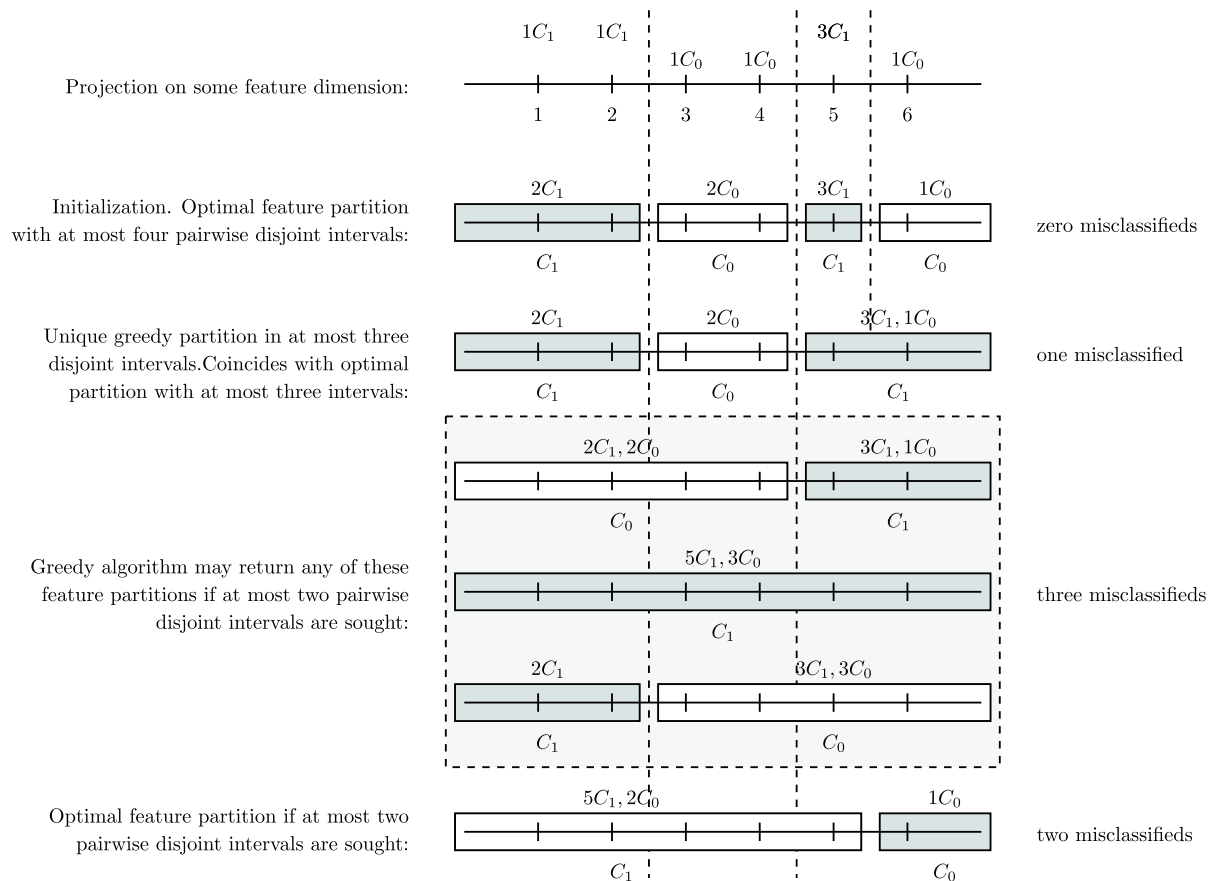 1C₁ 1C₁ 3C₁
1C₀ 1C₀ 1C₀
Projection on some feature dimension:
1 2 3 4 5 6
2C₁ 2C₀ 3C₁ 1C₀
Initialization. Optimal feature partition
with at most four pairwise disjoint intervals:
zero misclassifieds
C₁ C₀ C₁ C₀
2C₁ 2C₀ 3C₁, 1C₀
Unique greedy partition in at most three
disjoint intervals.Coincides with optimal
partition with at most three intervals:
one misclassified
C₁ C₀ C₁
2C₁, 2C₀ 3C₁, 1C₀
C₀ C₁
5C₁, 3C₀
Greedy algorithm may return any of these
feature partitions if at most two pairwise
disjoint intervals are sought:
three misclassifieds
C₁
2C₁ 3C₁, 3C₀
C₁ C₀
5C₁, 2C₀ 1C₀
Optimal feature partition if at most two
pairwise disjoint intervals are sought:
two misclassifieds
C₁ C₀